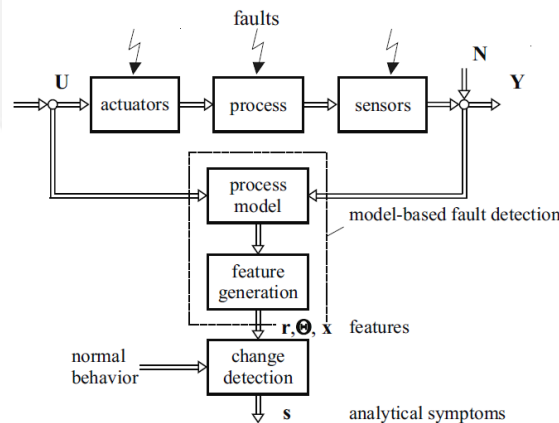 faults
N
U
Y
actuators
process
sensors
process
model
model-based fault detection
feature
generation
r,Θ, x
features
normal
behavior
change
detection
s
analytical symptoms